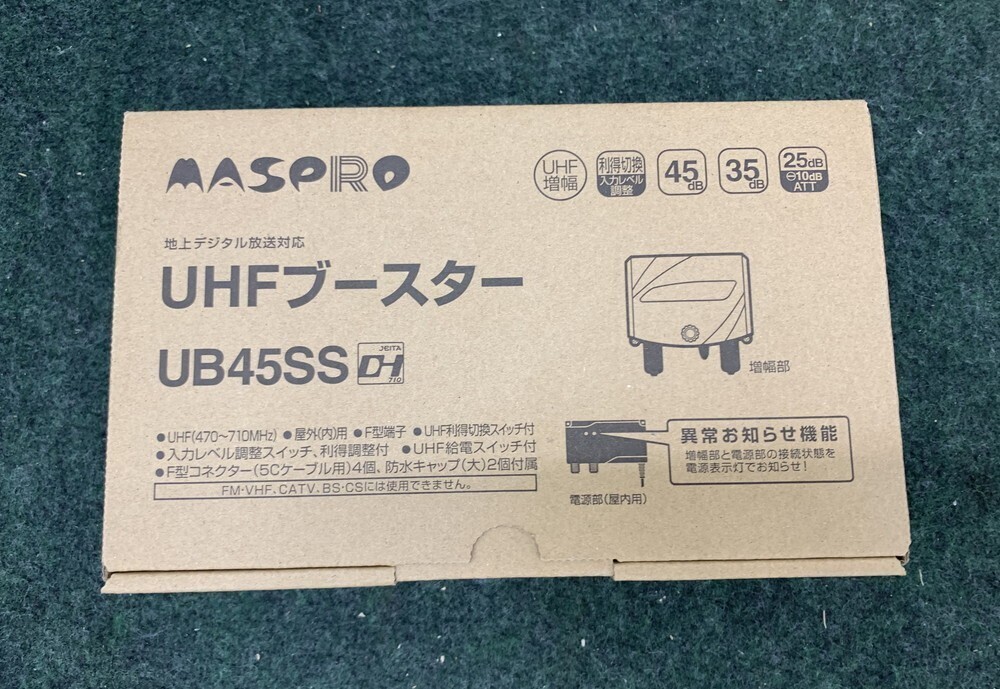 MASPRO
UHF増幅
利得切換 入力レベル調整
45dB
35dB
25dB ⊖10dB ATT
地上デジタル放送対応
UHFブースター
UB45SS JEITA DH 710
増幅部
●UHF(470〜710MHz) ●屋外(内)用 ●F型端子 ●UHF利得切換スイッチ付
●入力レベル調整スイッチ、利得調整付 ●UHF給電スイッチ付
●F型コネクター(5Cケーブル用)4個、防水キャップ(大)2個付属
FM・VHF、CATV、BS・CSには使用できません。
異常お知らせ機能
増幅部と電源部の接続状態を
電源表示灯でお知らせ!
電源部(屋内用)